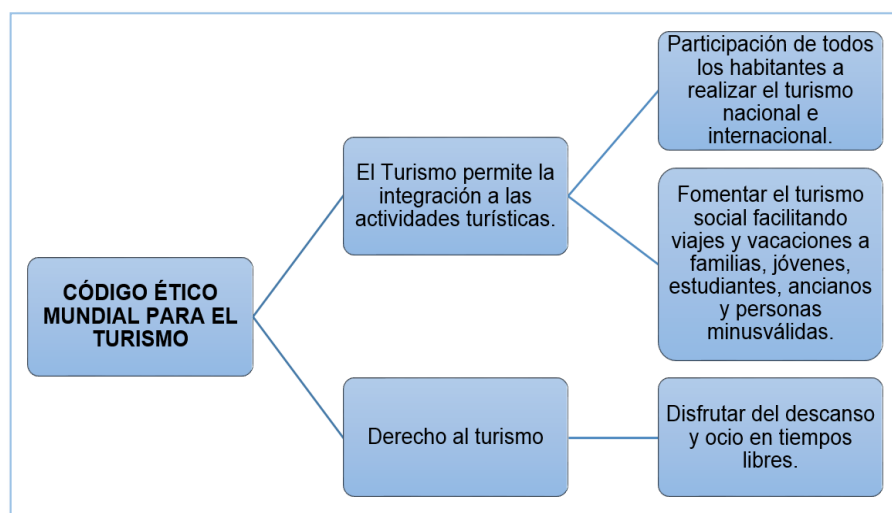 CÓDIGO ÉTICO
MUNDIAL PARA EL
TURISMO
El Turismo permite la
integración a las
actividades turísticas.
Participación de todos
los habitantes a
realizar el turismo
nacional e
internacional.
Fomentar el turismo
social facilitando
viajes y vacaciones a
familias, jóvenes,
estudiantes, ancianos
y personas
minusválidas.
Derecho al turismo
Disfrutar del descanso
y ocio en tiempos
libres.